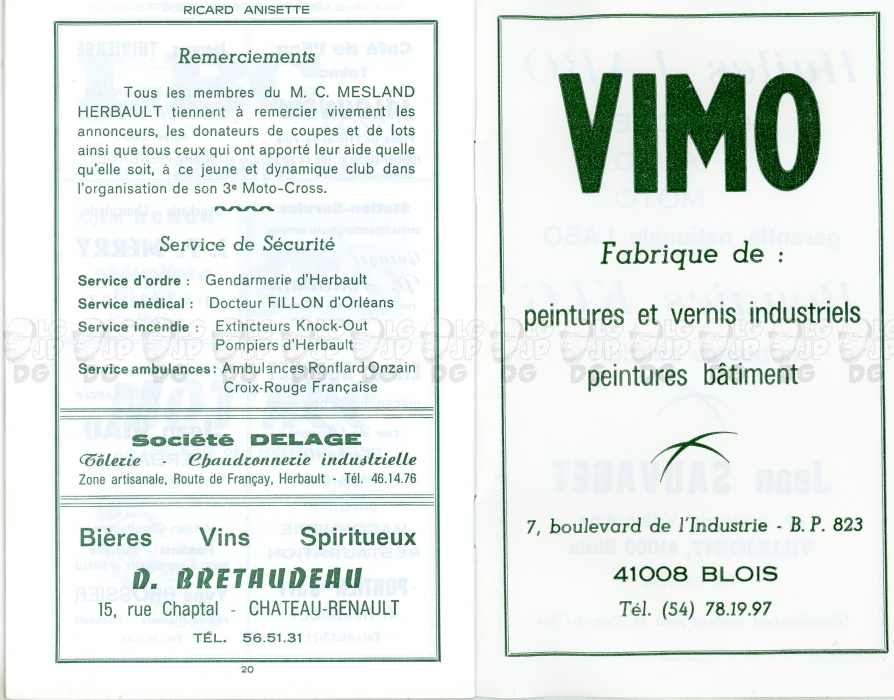 RICARD ANISETTE
Remerciements
Tous les membres du M. C. MESLAND
HERBAULT tiennent à remercier vivement les
annonceurs, les donateurs de coupes et de lots
ainsi que tous ceux qui ont apporté leur aide quelle
qu'elle soit, à ce jeune et dynamique club dans
l'organisation de son 3e Moto-Cross.
Service de Sécurité
Service d'ordre : Gendarmerie d'Herbault
Service médical : Docteur FILLON d'Orléans
Service incendie : Extincteurs Knock-Out
Pompiers d'Herbault
Service ambulances : Ambulances Ronflard Onzain
Croix-Rouge Française
Société DELAGE
Tôlerie - Chaudronnerie industrielle
Zone artisanale, Route de Françay, Herbault - Tél. 46.14.76
Bières Vins Spiritueux
D. BRETAUDEAU
15, rue Chaptal - CHATEAU-RENAULT
TÉL. 56.51.31
20
VIMO
Fabrique de :
peintures et vernis industriels
peintures bâtiment
7, boulevard de l'Industrie - B. P. 823
41008 BLOIS
Tél. (54) 78.19.97
LG
JP
DG